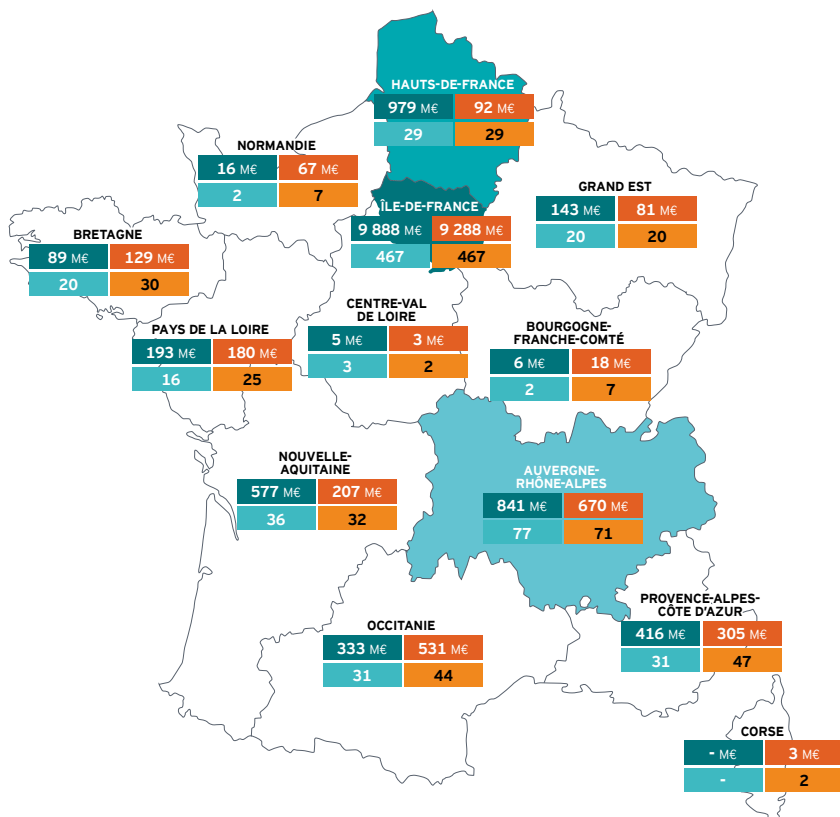 HAUTS-DE-FRANCE
979 M€ 92 M€
29 29
NORMANDIE
16 M€ 67 M€
2 7
GRAND EST
143 M€ 81 M€
20 20
ÎLE-DE-FRANCE
9 888 M€ 9 288 M€
467 467
BRETAGNE
89 M€ 129 M€
20 30
CENTRE-VAL
DE LOIRE
5 M€ 3 M€
3 2
PAYS DE LA LOIRE
193 M€ 180 M€
16 25
BOURGOGNE-
FRANCHE-COMTÉ
6 M€ 18 M€
2 7
NOUVELLE-
AQUITAINE
577 M€ 207 M€
36 32
AUVERGNE-
RHÔNE-ALPES
841 M€ 670 M€
77 71
PROVENCE-ALPES-
CÔTE D'AZUR
416 M€ 305 M€
31 47
OCCITANIE
333 M€ 531 M€
31 44
CORSE
- M€ 3 M€
- 2